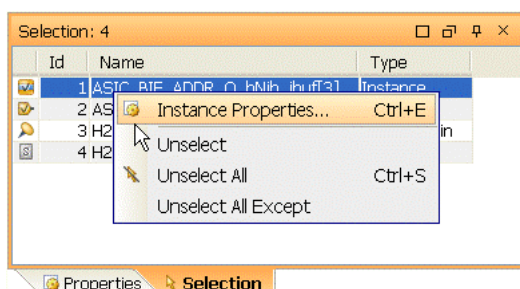 Selection: 4
Id Name Type
1 ASIC_BIE_ADDR_O_hNih_ibuf[3] Instance
2 AS
3 H2 in
4 H2
Instance Properties... Ctrl+E
Unselect
Unselect All Ctrl+S
Unselect All Except
Properties Selection